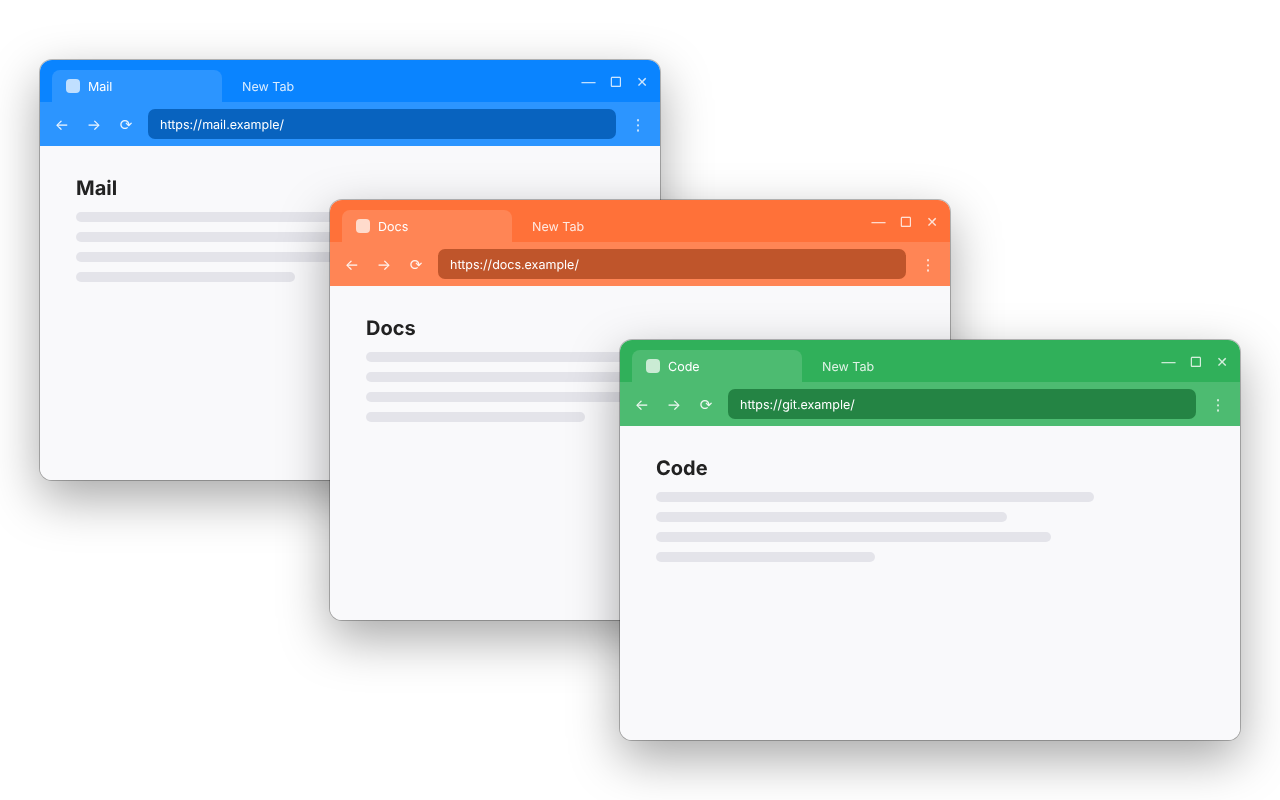 Mail New Tab
https://mail.example/
Mail
Docs New Tab
https://docs.example/
Docs
Code New Tab
https://git.example/
Code